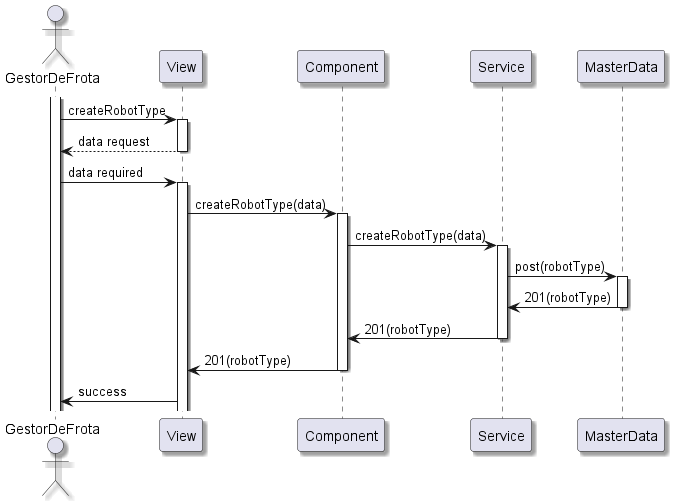 GestorDeFrota
View
Component
Service
MasterData
createRobotType
data request
data required
createRobotType(data)
createRobotType(data)
post(robotType)
201(robotType)
201(robotType)
201(robotType)
success
GestorDeFrota
View
Component
Service
MasterData